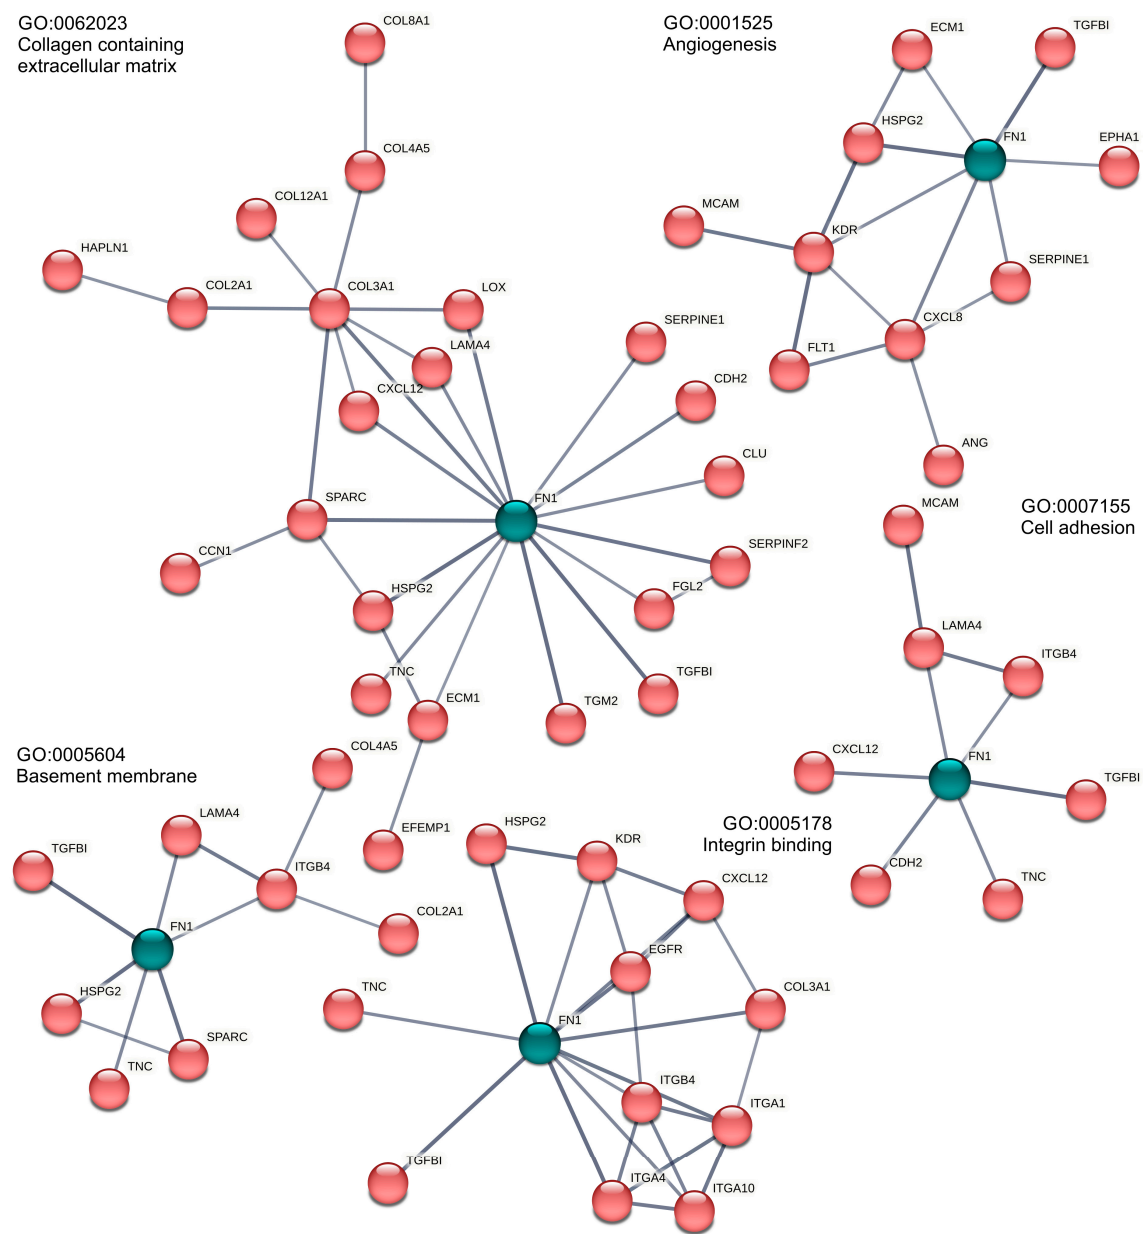 GO:0062023
Collagen containing
extracellular matrix
COL8A1
COL4A5
COL12A1
HAPLN1
COL2A1
COL3A1
LOX
LAMA4
CXCL12
SERPINE1
CDH2
CLU
SPARC
FN1
CCN1
SERPINF2
HSPG2
FGL2
TNC
ECM1
TGM2
TGFBI
EFEMP1
GO:0001525
Angiogenesis
ECM1
TGFBI
HSPG2
FN1
EPHA1
MCAM
KDR
SERPINE1
CXCL8
FLT1
ANG
GO:0007155
Cell adhesion
MCAM
LAMA4
ITGB4
CXCL12
FN1
TGFBI
CDH2
TNC
GO:0005604
Basement membrane
COL4A5
LAMA4
TGFBI
ITGB4
COL2A1
FN1
HSPG2
SPARC
TNC
GO:0005178
Integrin binding
HSPG2
KDR
CXCL12
EGFR
TNC
COL3A1
FN1
ITGB4
ITGA1
TGFBI
ITGA4
ITGA10